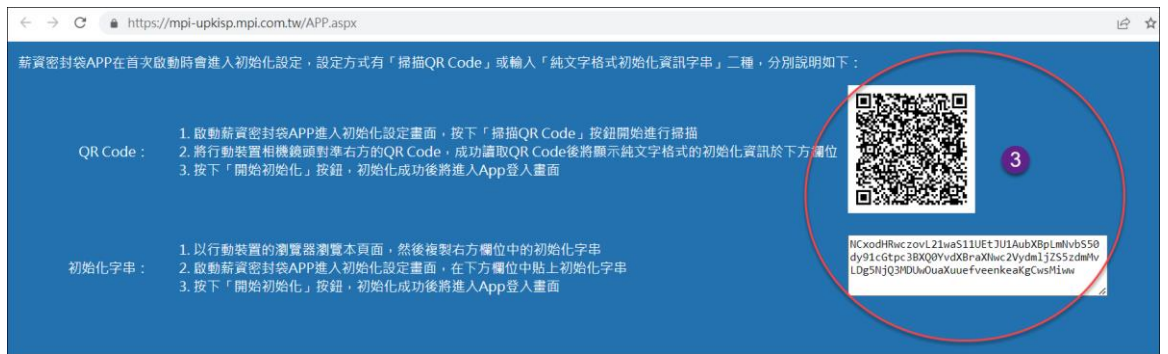 https://mpi-upkisp.mpi.com.tw/APP.aspx
薪資密封袋APP在首次啟動時會進入初始化設定，設定方式有「掃描QR Code」或輸入「純文字格式初始化資訊字串」二種，分別說明如下：
QR Code：
1. 啟動薪資密封袋APP進入初始化設定畫面，按下「掃描QR Code」按鈕開始進行掃描
2. 將行動裝置相機鏡頭對準右方的QR Code，成功讀取QR Code後將顯示純文字格式的初始化資訊於下方欄位
3. 按下「開始初始化」按鈕，初始化成功後將進入App登入畫面
3
初始化字串：
1. 以行動裝置的瀏覽器瀏覽本頁面，然後複製右方欄位中的初始化字串
2. 啟動薪資密封袋APP進入初始化設定畫面，在下方欄位中貼上初始化字串
3. 按下「開始初始化」按鈕，初始化成功後將進入App登入畫面
NCxodHRwczovL21waS11UEtJU1AubXBpLmNvbS50
dy91cGtpc3BXQ0YvdXBraXNwc2VydmljZS5zdmMv
LDg5NjQ3MDUwOuaXuuefveenkeaKgCwsMiww